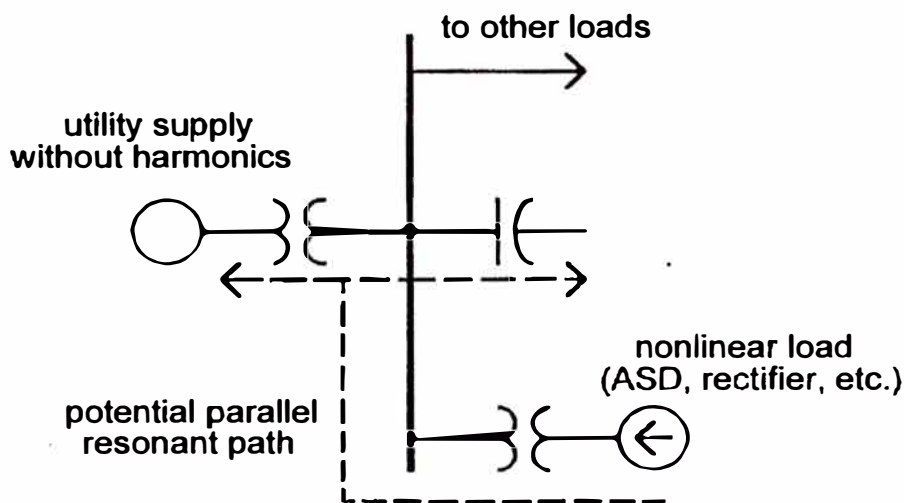 to other loads
utility supply
without harmonics
nonlinear load
(ASD, rectifier, etc.)
potential parallel
resonant path